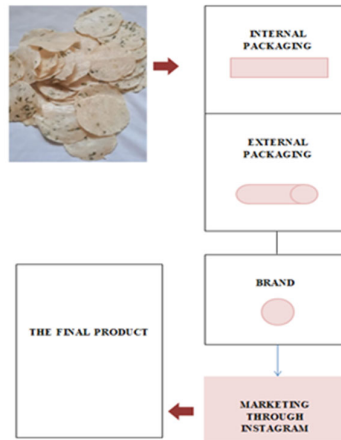 INTERNAL
PACKAGING
EXTERNAL
PACKAGING
BRAND
THE FINAL PRODUCT
MARKETING
THROUGH
INSTAGRAM